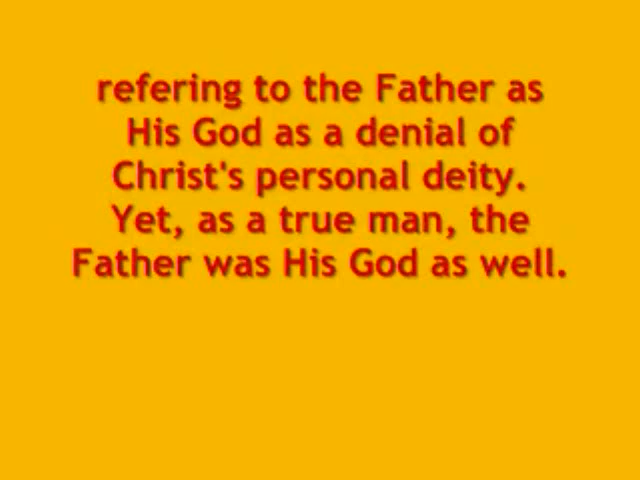 refering to the Father as
His God as a denial of
Christ's personal deity.
Yet, as a true man, the
Father was His God as well.